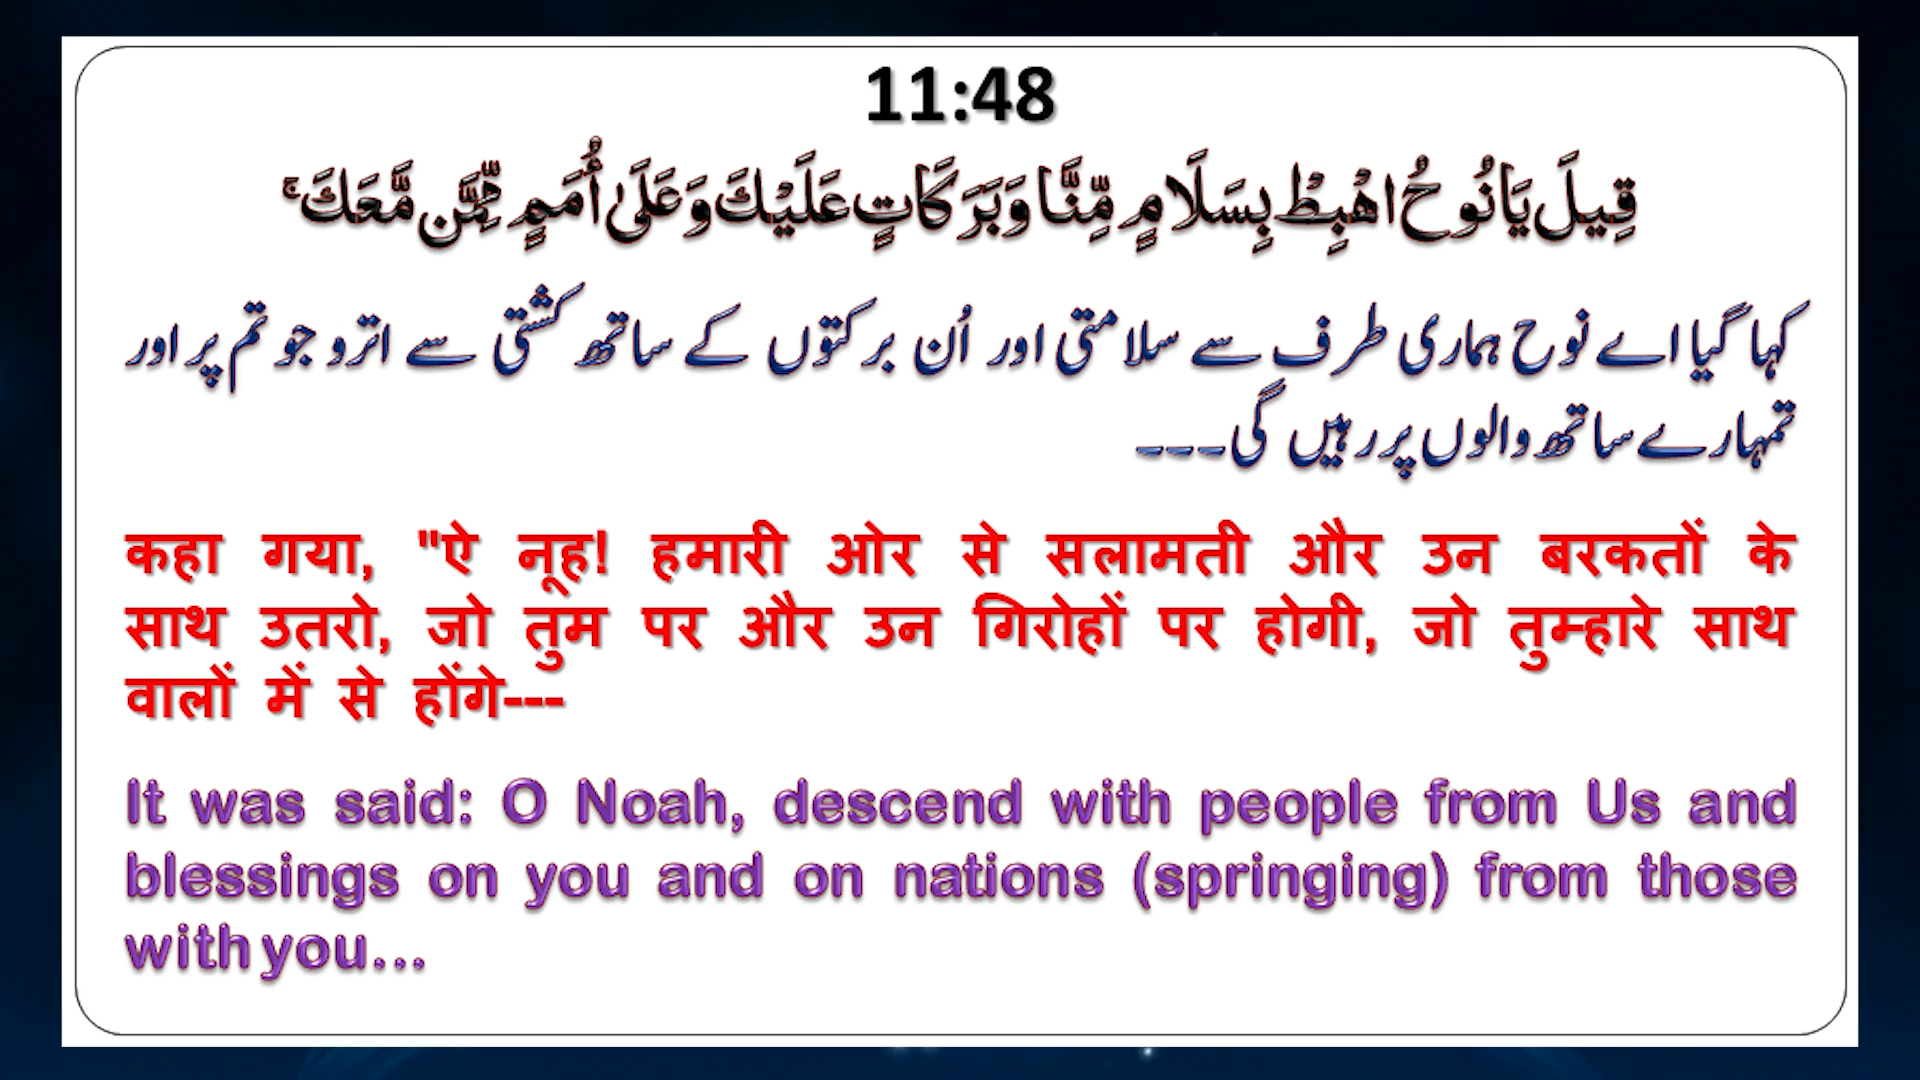 11:48
قِيلَ يَانُوحُ اهْبِطْ بِسَلَامٍ مِّنَّا وَبَرَكَاتٍ عَلَيْكَ وَعَلَىٰ أُمَمٍ مِّمَّن مَّعَكَ ۚ
کہا گیا اے نوح ہماری طرف سے سلامتی اور اُن برکتوں کے ساتھ کشتی سے اترو جو تم پر اور
تمہارے ساتھ والوں پر رہیں گی۔۔۔
कहा गया, "ऐ नूह! हमारी ओर से सलामती और उन बरकतों के
साथ उतरो, जो तुम पर और उन गिरोहों पर होगी, जो तुम्हारे साथ
वालों में से होंगे---
It was said: O Noah, descend with people from Us and
blessings on you and on nations (springing) from those
with you...